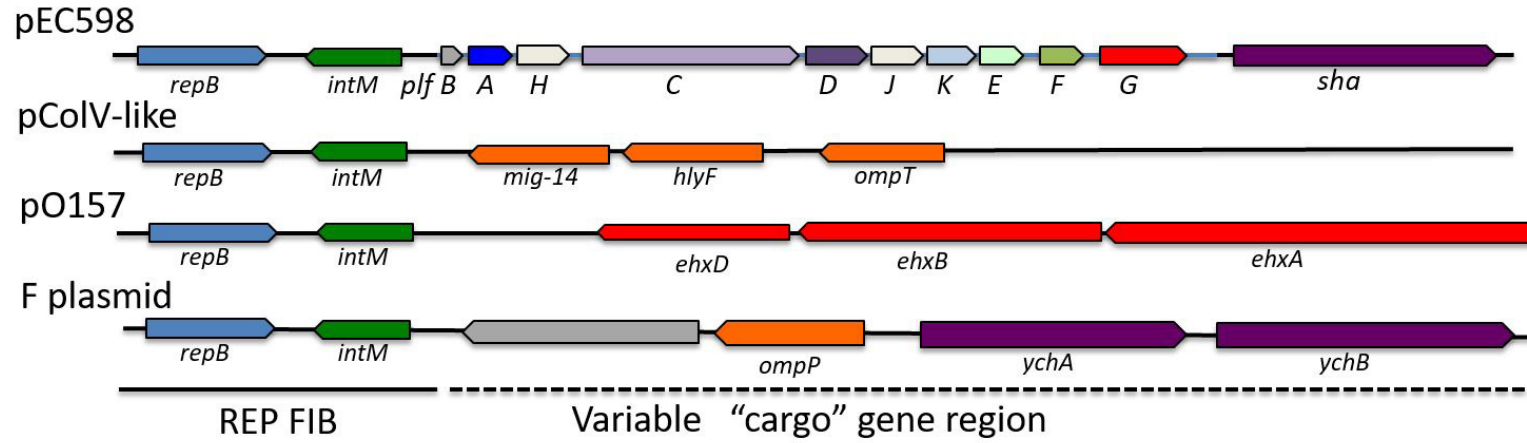 pEC598
repB intM plf B A H C D J K E F G sha
pColV-like
repB intM mig-14 hlyF ompT
pO157
repB intM ehxD ehxB ehxA
F plasmid
repB intM ompP ychA ychB
REP FIB Variable “cargo” gene region